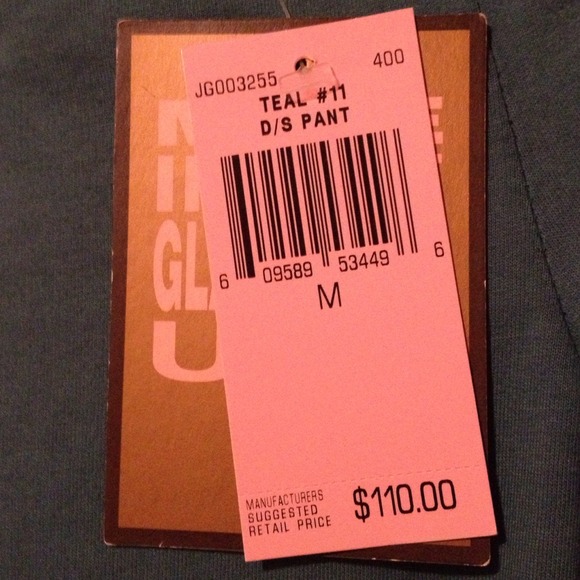 JG003255 400
TEAL #11
D/S PANT
6 09589 53449 6
M
MANUFACTURERS
SUGGESTED
RETAIL PRICE
$110.00